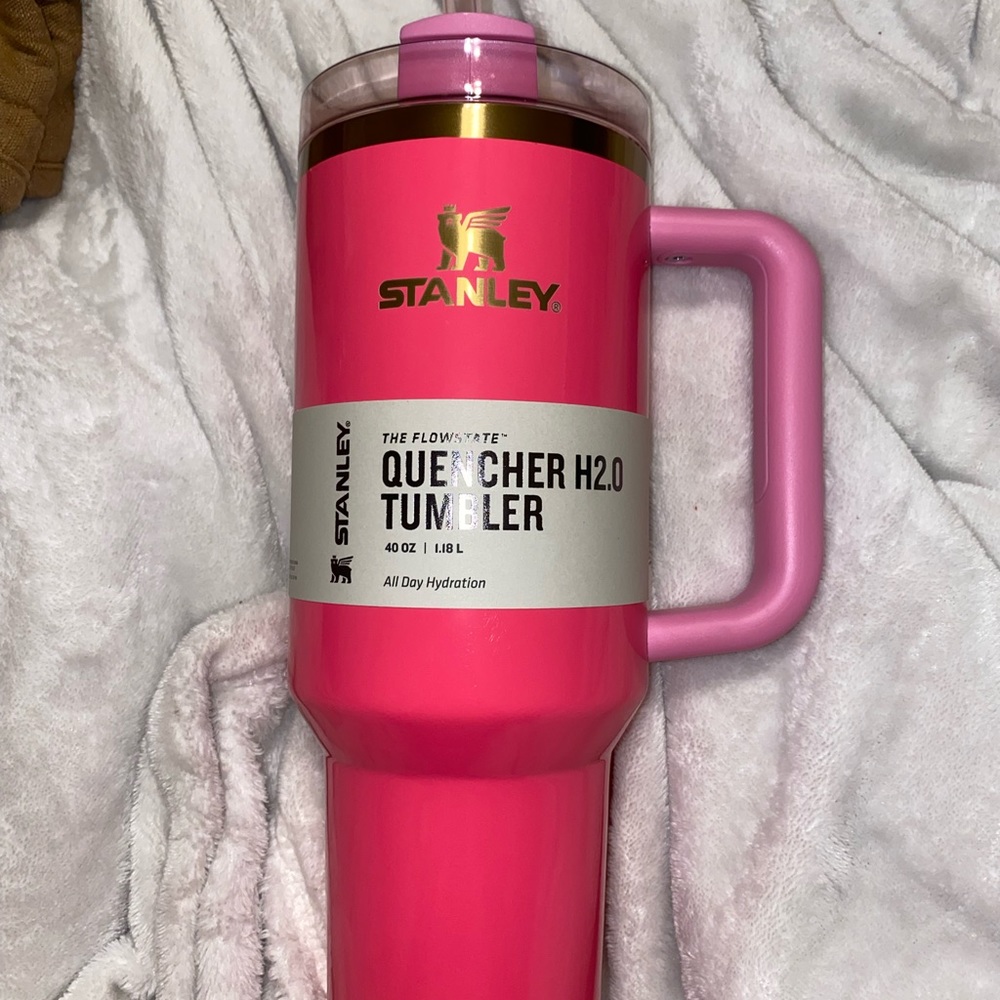 STANLEY®
STANLEY®
THE FLOWSTATE™
QUENCHER H2.0
TUMBLER
40 OZ | 1.18 L
All Day Hydration